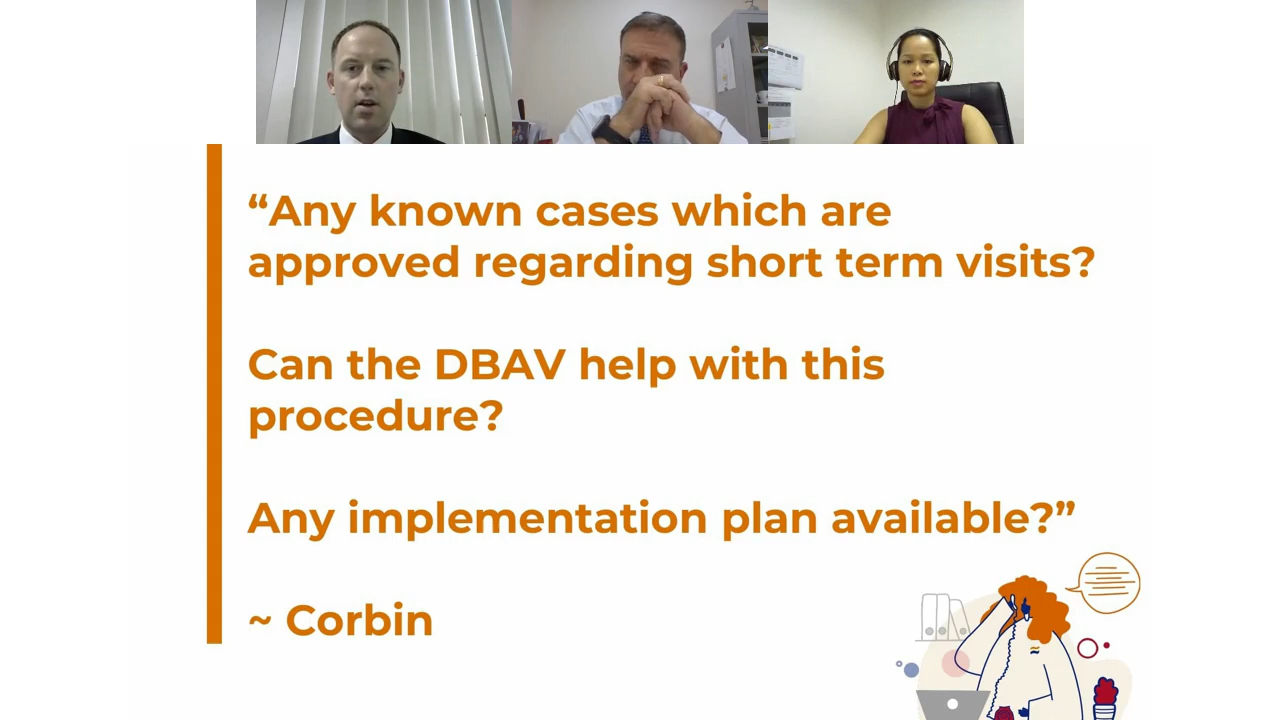 “Any known cases which are
approved regarding short term visits?
Can the DBAV help with this
procedure?
Any implementation plan available?”
~ Corbin